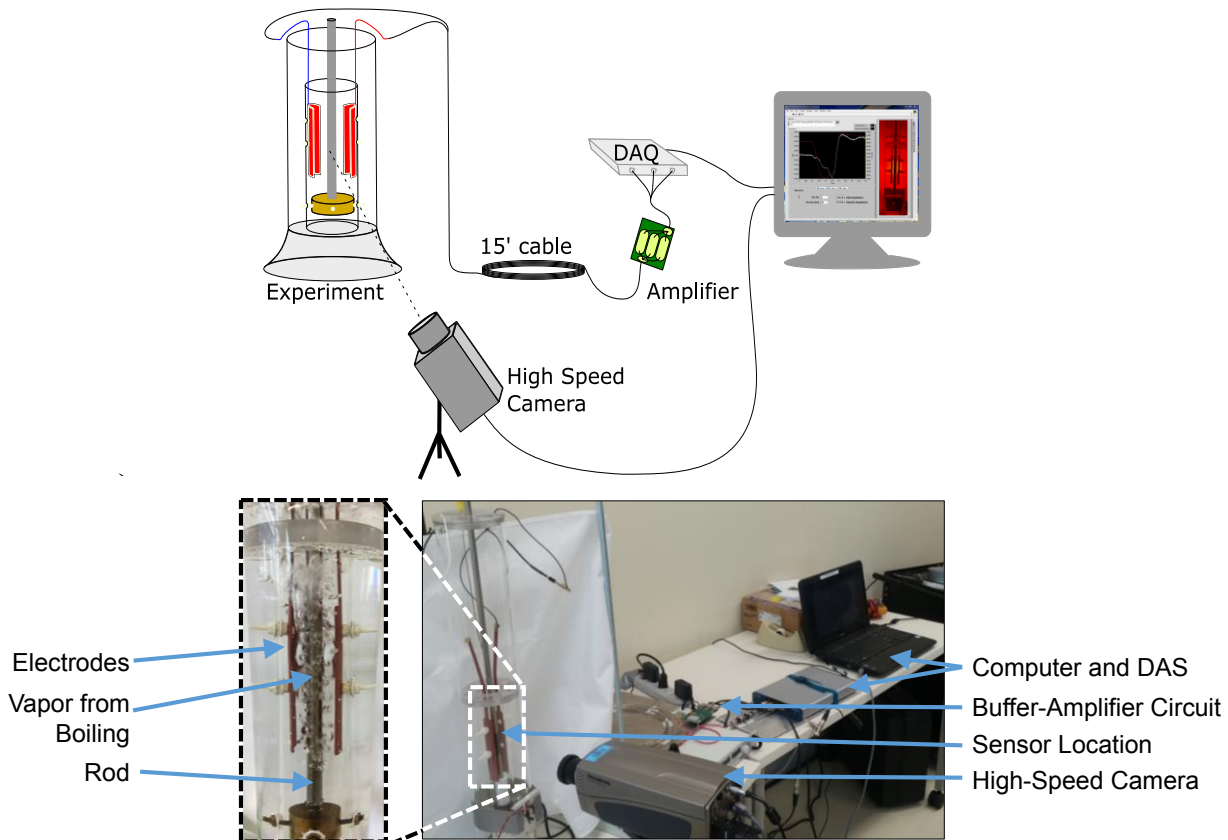 DAQ
15' cable
Amplifier
Experiment
High Speed
Camera
Electrodes
Vapor from
Boiling
Rod
Computer and DAS
Buffer-Amplifier Circuit
Sensor Location
High-Speed Camera